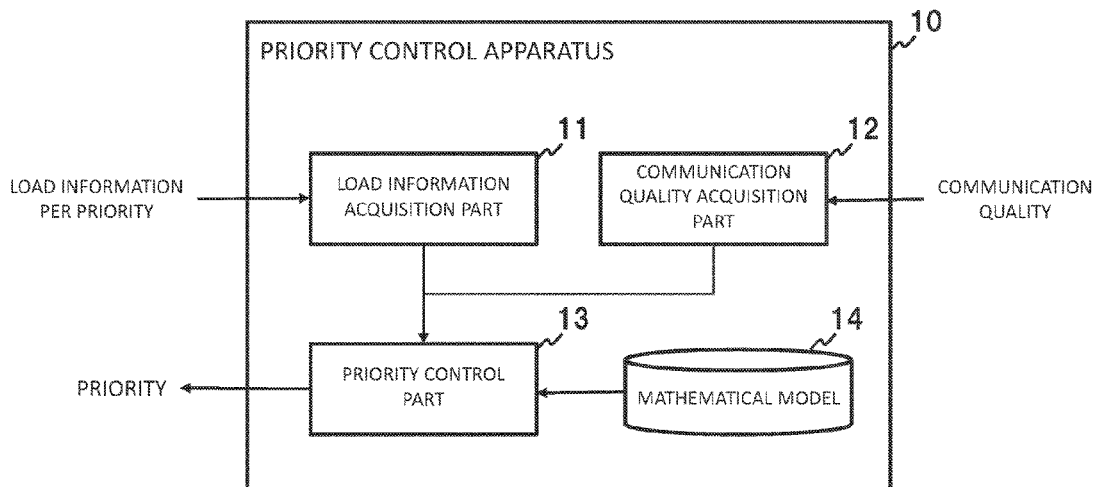 10
PRIORITY CONTROL APPARATUS
11
12
LOAD INFORMATION
PER PRIORITY
LOAD INFORMATION
ACQUISITION PART
COMMUNICATION
QUALITY ACQUISITION
PART
COMMUNICATION
QUALITY
13
14
PRIORITY
PRIORITY CONTROL
PART
MATHEMATICAL MODEL